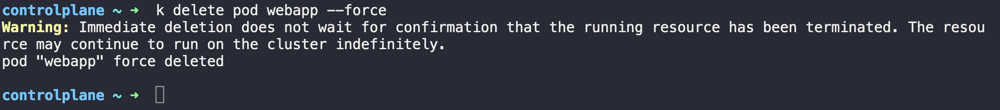 controlplane ~ ➜  k delete pod webapp --force
Warning: Immediate deletion does not wait for confirmation that the running resource has been terminated. The resou
rce may continue to run on the cluster indefinitely.
pod "webapp" force deleted
controlplane ~ ➜